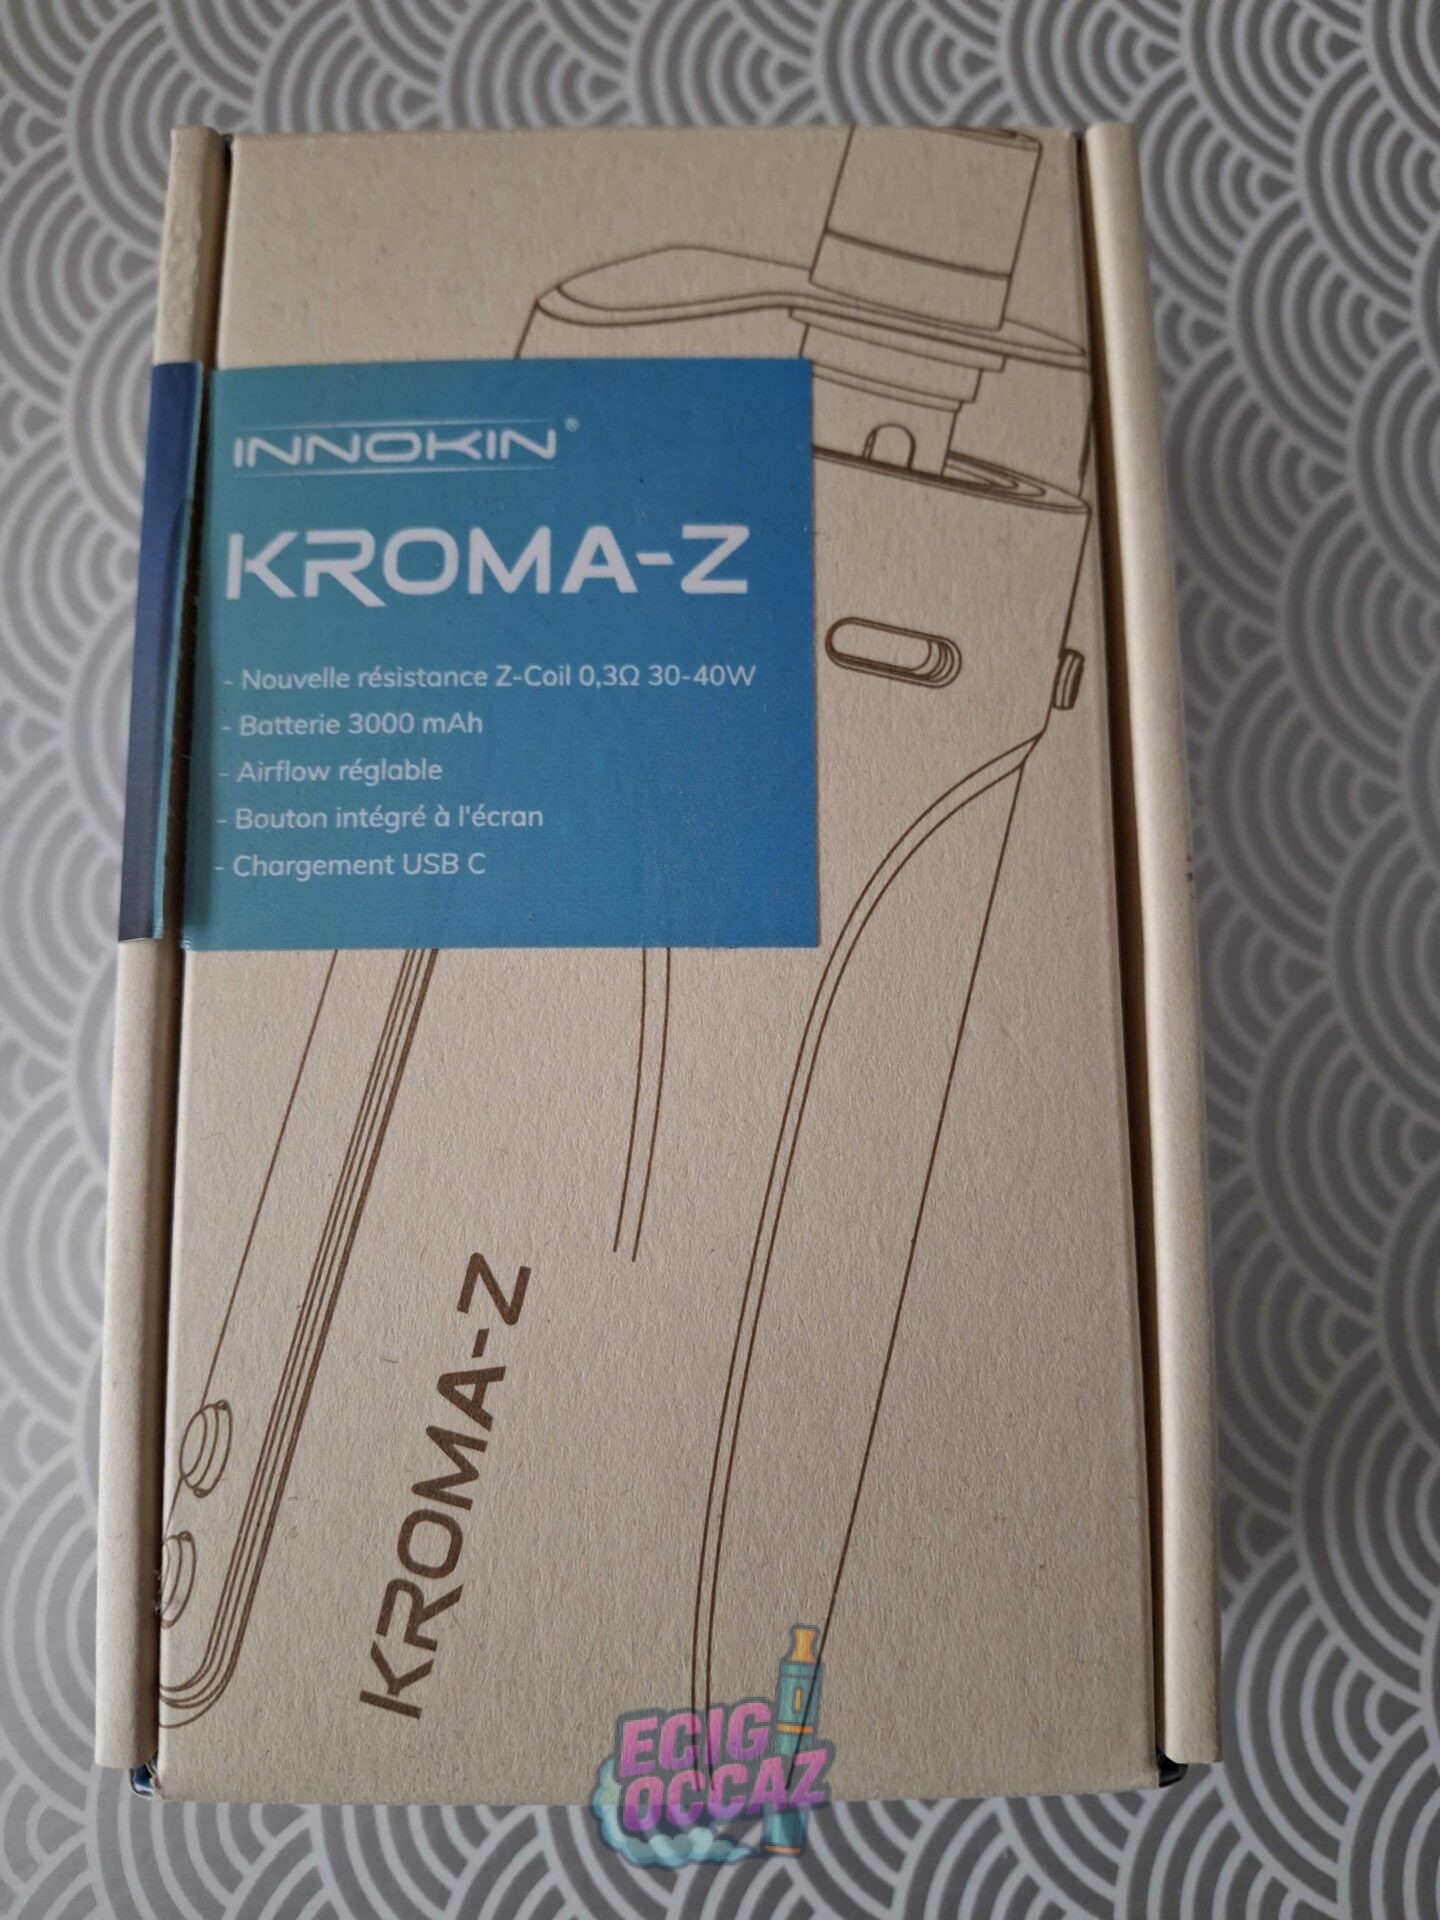 INNOKIN®
KROMA-Z
- Nouvelle résistance Z-Coil 0,3Ω 30-40W
- Batterie 3000 mAh
- Airflow réglable
- Bouton intégré à l'écran
- Chargement USB C
KROMA-Z
ECIG
OCCAZ